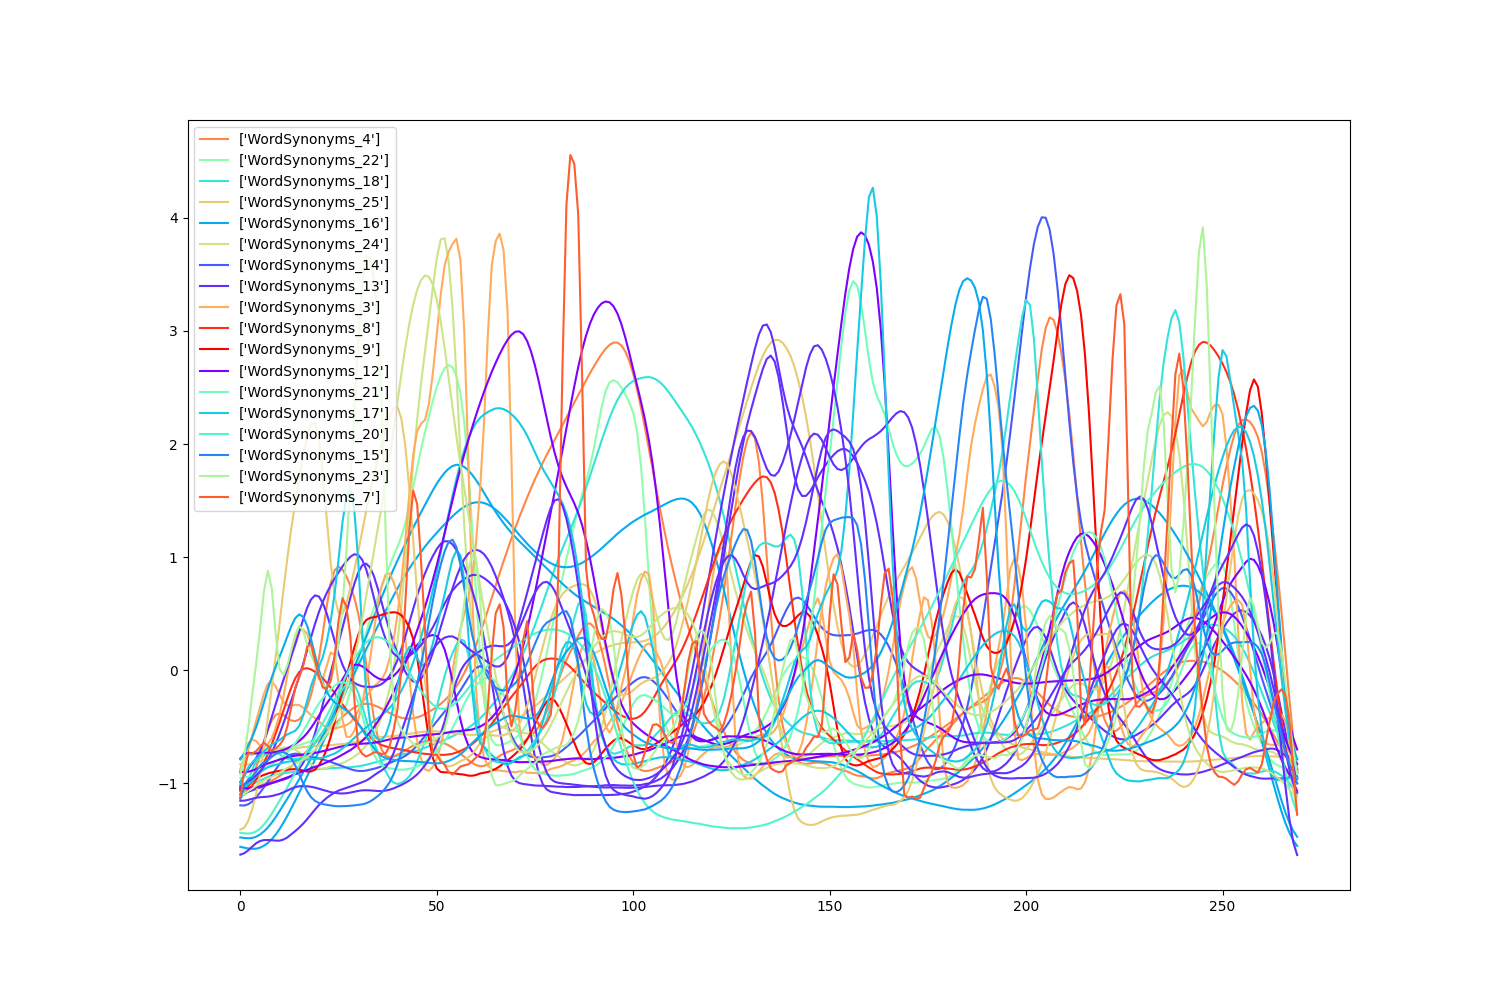 ['WordSynonyms_4']
['WordSynonyms_22']
['WordSynonyms_18']
['WordSynonyms_25']
['WordSynonyms_16']
['WordSynonyms_24']
['WordSynonyms_14']
['WordSynonyms_13']
['WordSynonyms_3']
['WordSynonyms_8']
['WordSynonyms_9']
['WordSynonyms_12']
['WordSynonyms_21']
['WordSynonyms_17']
['WordSynonyms_20']
['WordSynonyms_15']
['WordSynonyms_23']
['WordSynonyms_7']
4
3
2
1
0
−1
0 50 100 150 200 250